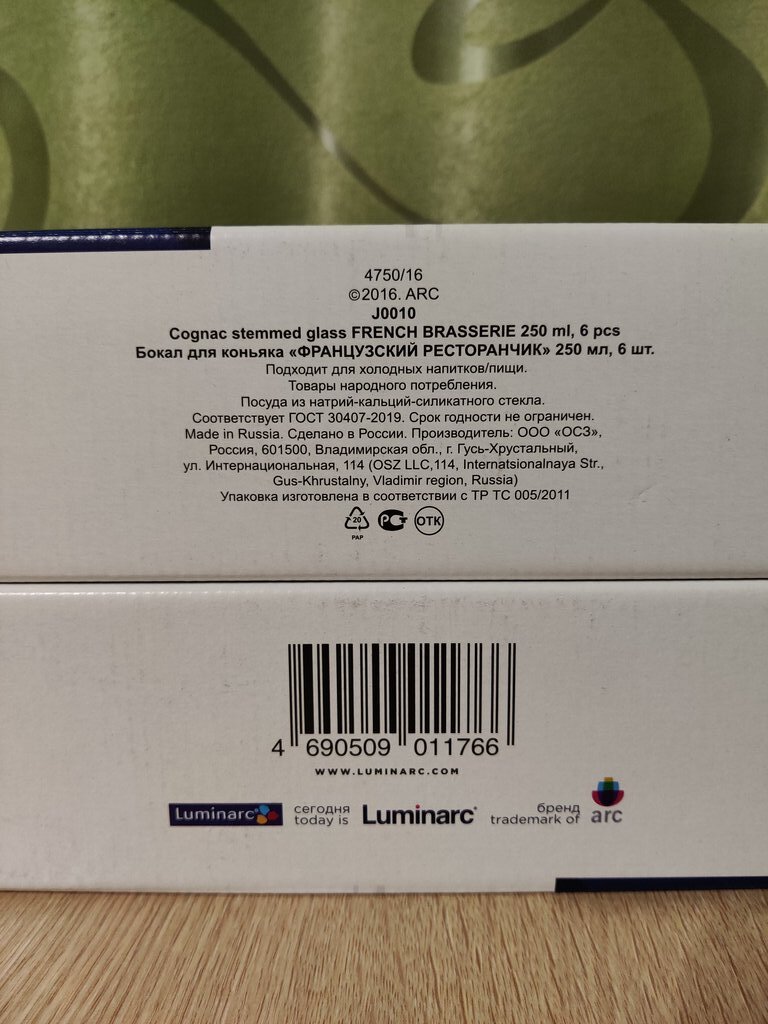 4750/16
©2016. ARC
J0010
Cognac stemmed glass FRENCH BRASSERIE 250 ml, 6 pcs
Бокал для коньяка «ФРАНЦУЗСКИЙ РЕСТОРАНЧИК» 250 мл, 6 шт.
Подходит для холодных напитков/пищи.
Товары народного потребления.
Посуда из натрий-кальций-силикатного стекла.
Соответствует ГОСТ 30407-2019. Срок годности не ограничен.
Made in Russia. Сделано в России. Производитель: ООО «ОСЗ»,
Россия, 601500, Владимирская обл., г. Гусь-Хрустальный,
ул. Интернациональная, 114 (OSZ LLC,114, Internatsionalnaya Str.,
Gus-Khrustalny, Vladimir region, Russia)
Упаковка изготовлена в соответствии с ТР ТС 005/2011
20 РСТ ОТК
PAP
4 690509 011766
WWW.LUMINARC.COM
Luminarc сегодня today is Luminarc® бренд trademark of arc